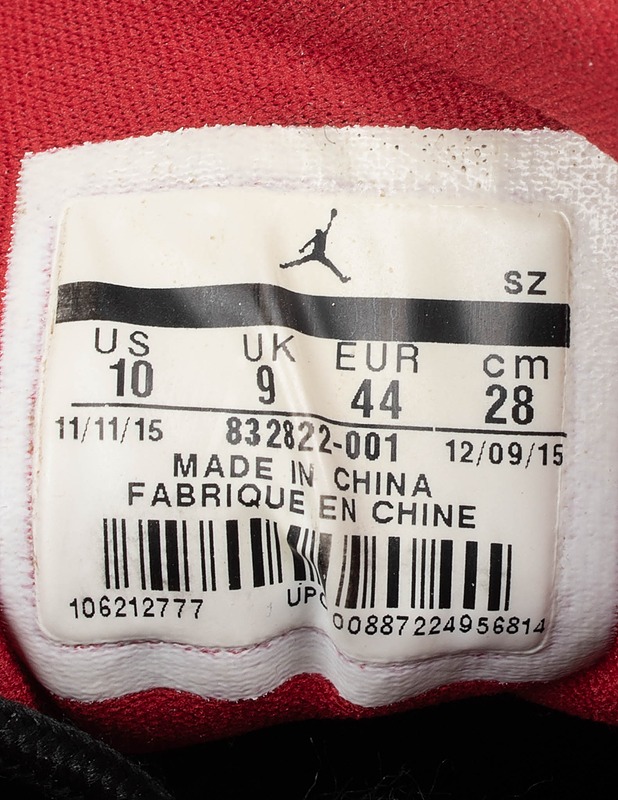 SZ
US UK EUR cm
10 9 44 28
11/11/15 832822-001 12/09/15
MADE IN CHINA
FABRIQUE EN CHINE
106212777 UPC 00887224956814